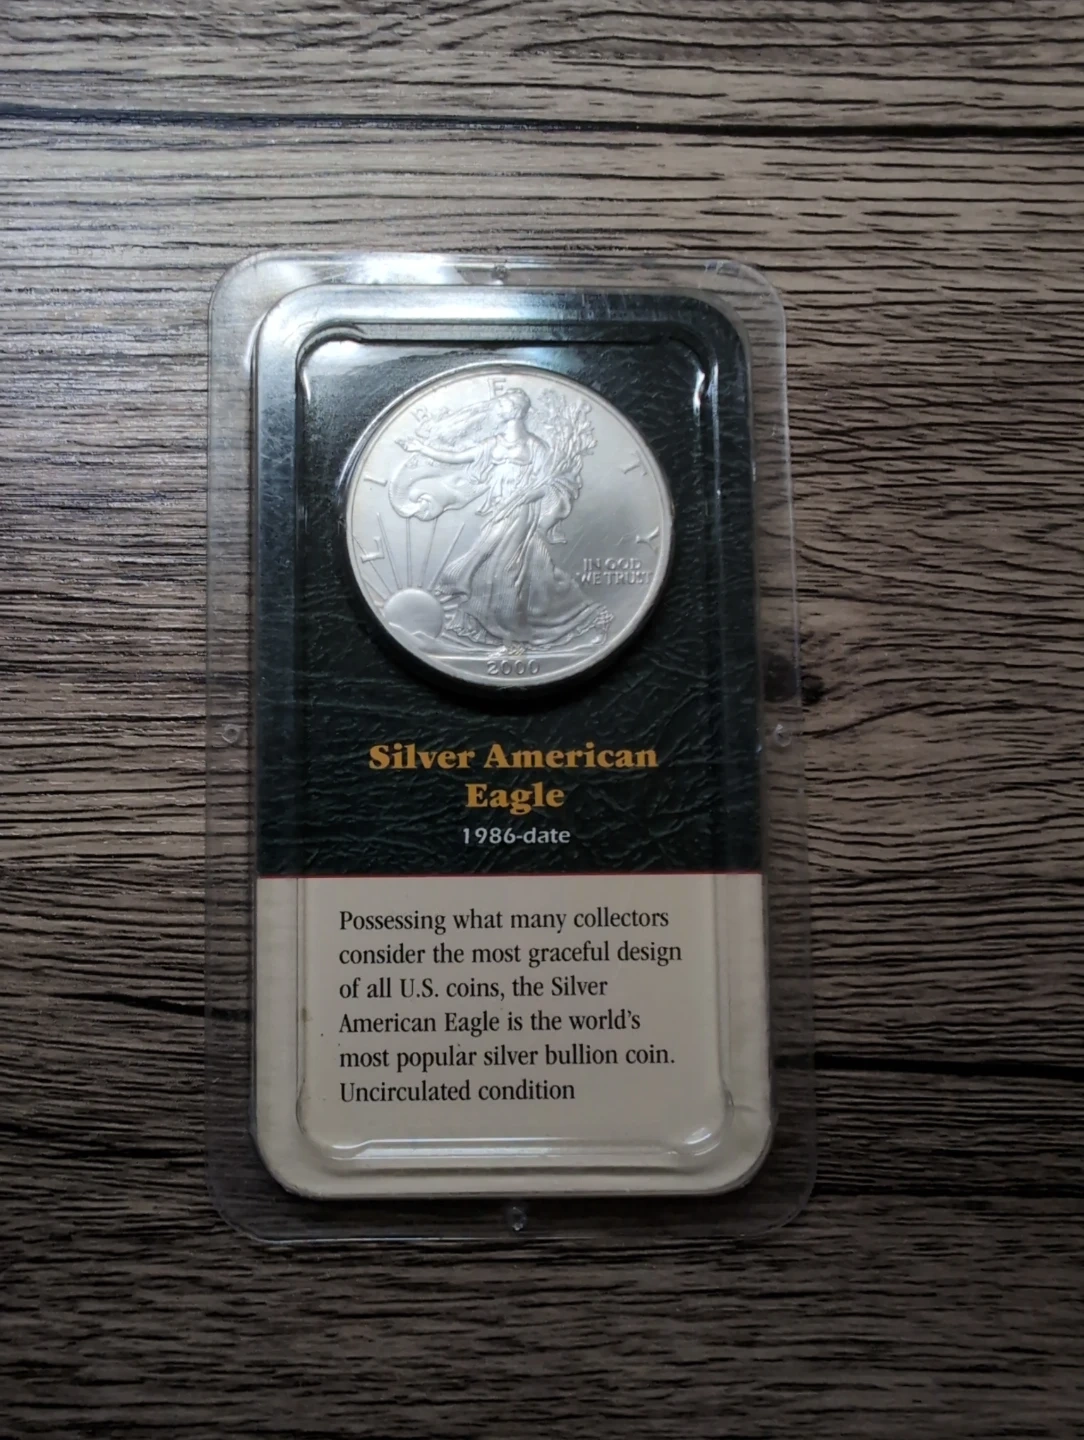 LIBERTY
IN GOD
WE TRUST
2000
Silver American
Eagle
1986-date
Possessing what many collectors
consider the most graceful design
of all U.S. coins, the Silver
American Eagle is the world's
most popular silver bullion coin.
Uncirculated condition